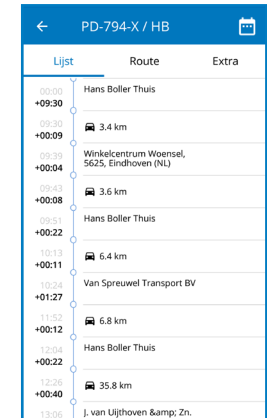 PD-794-X / HB
Lijst Route Extra
00:00 Hans Boller Thuis
+09:30
09:30 3.4 km
+00:09
09:39 Winkelcentrum Woensel,
5625, Eindhoven (NL)
+00:04
09:43 3.6 km
+00:08
09:51 Hans Boller Thuis
+00:22
10:13 6.4 km
+00:11
10:24 Van Spreuwel Transport BV
+01:27
11:52 6.8 km
+00:12
12:04 Hans Boller Thuis
+00:22
12:26 35.8 km
+00:40
13:06 J. van Uijthoven &amp; Zn.